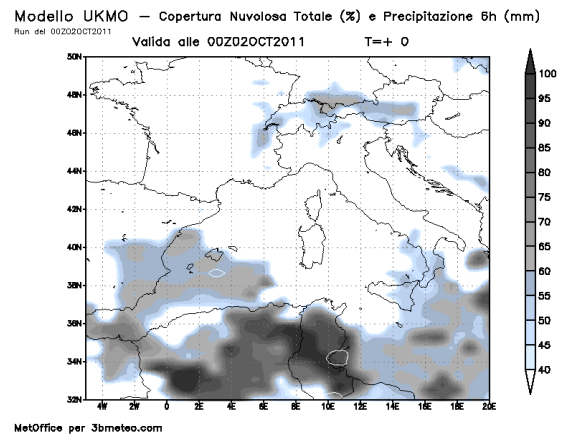 Modello UKMO – Copertura Nuvolosa Totale (%) e Precipitazione 6h (mm)
Run del 00Z02OCT2011
Valida alle 00Z02OCT2011 T=+ 0
50N
48N
46N
44N
42N
40N
38N
36N
34N
32N
4W 2W 0 2E 4E 6E 8E 10E 12E 14E 16E 18E 20E
100
95
90
85
80
75
70
65
60
55
50
45
40
MetOffice per 3bmeteo.com